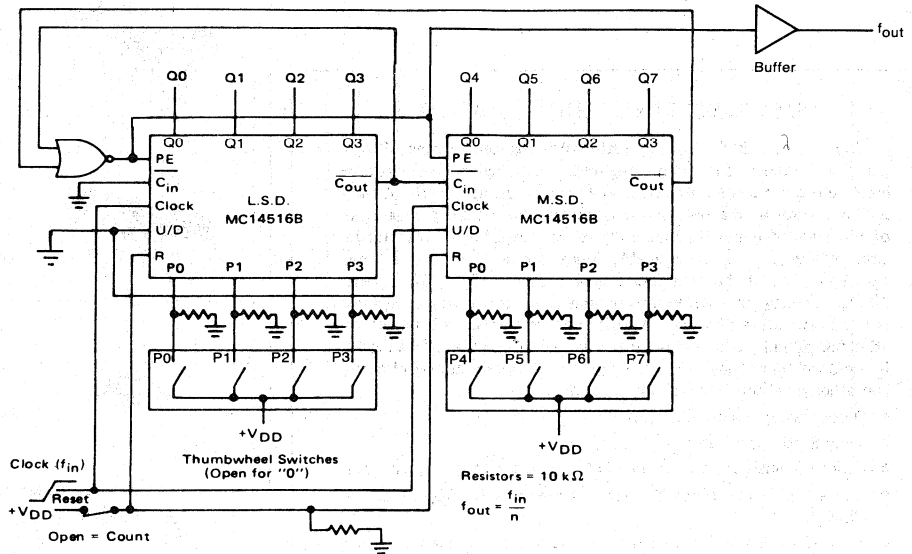 fout
Buffer
Q0 Q1 Q2 Q3 Q4 Q5 Q6 Q7
Q0 Q1 Q2 Q3 Q0 Q1 Q2 Q3
PE PE
Cin Cout Cin Cout
Clock L.S.D. Clock M.S.D.
MC14516B MC14516B
U/D U/D
R R
P0 P1 P2 P3 P0 P1 P2 P3
P0 P1 P2 P3 P4 P5 P6 P7
+VDD +VDD
Thumbwheel Switches
(Open for "0")
Clock (fin)
Reset
+VDD
Open = Count
Resistors = 10 kΩ
fout = fin/n